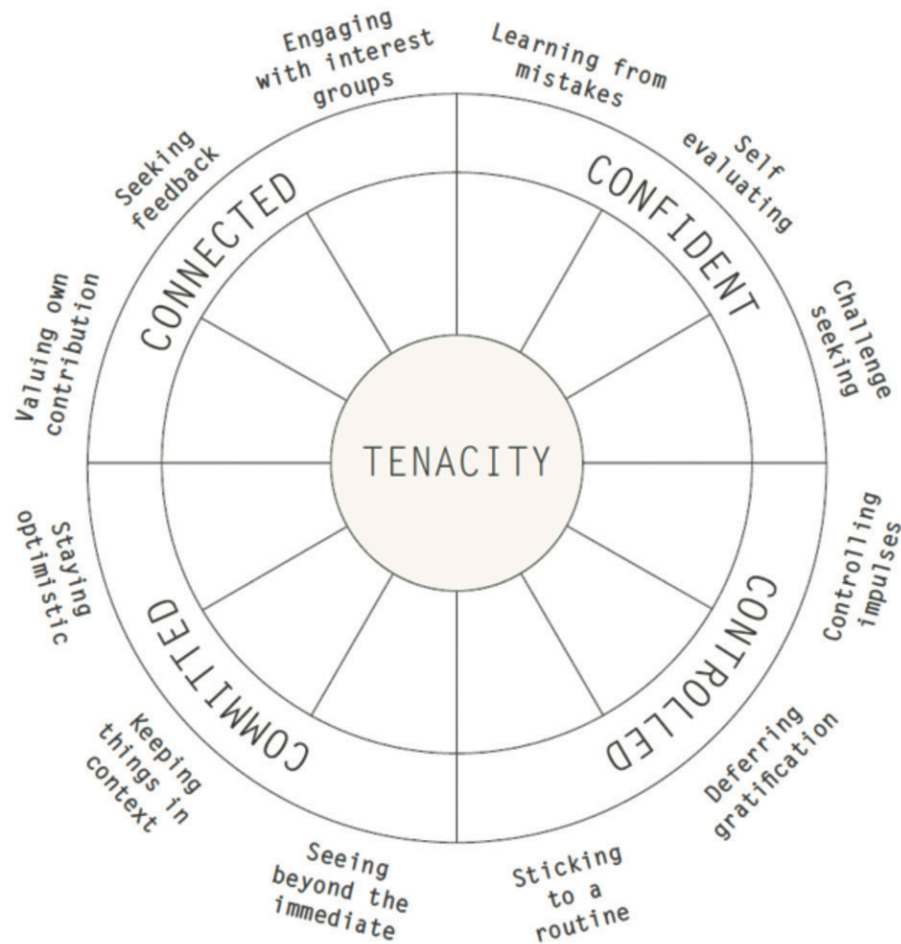 Engaging
with interest
groups
Learning from
mistakes
Self
evaluating
Challenge
seeking
Controlling
impulses
Deferring
gratification
Sticking
to a
routine
Seeing
beyond the
immediate
Keeping
things in
context
Staying
optimistic
Valuing own
contribution
Seeking
feedback
CONNECTED
CONFIDENT
CONTROLLED
COMMITTED
TENACITY